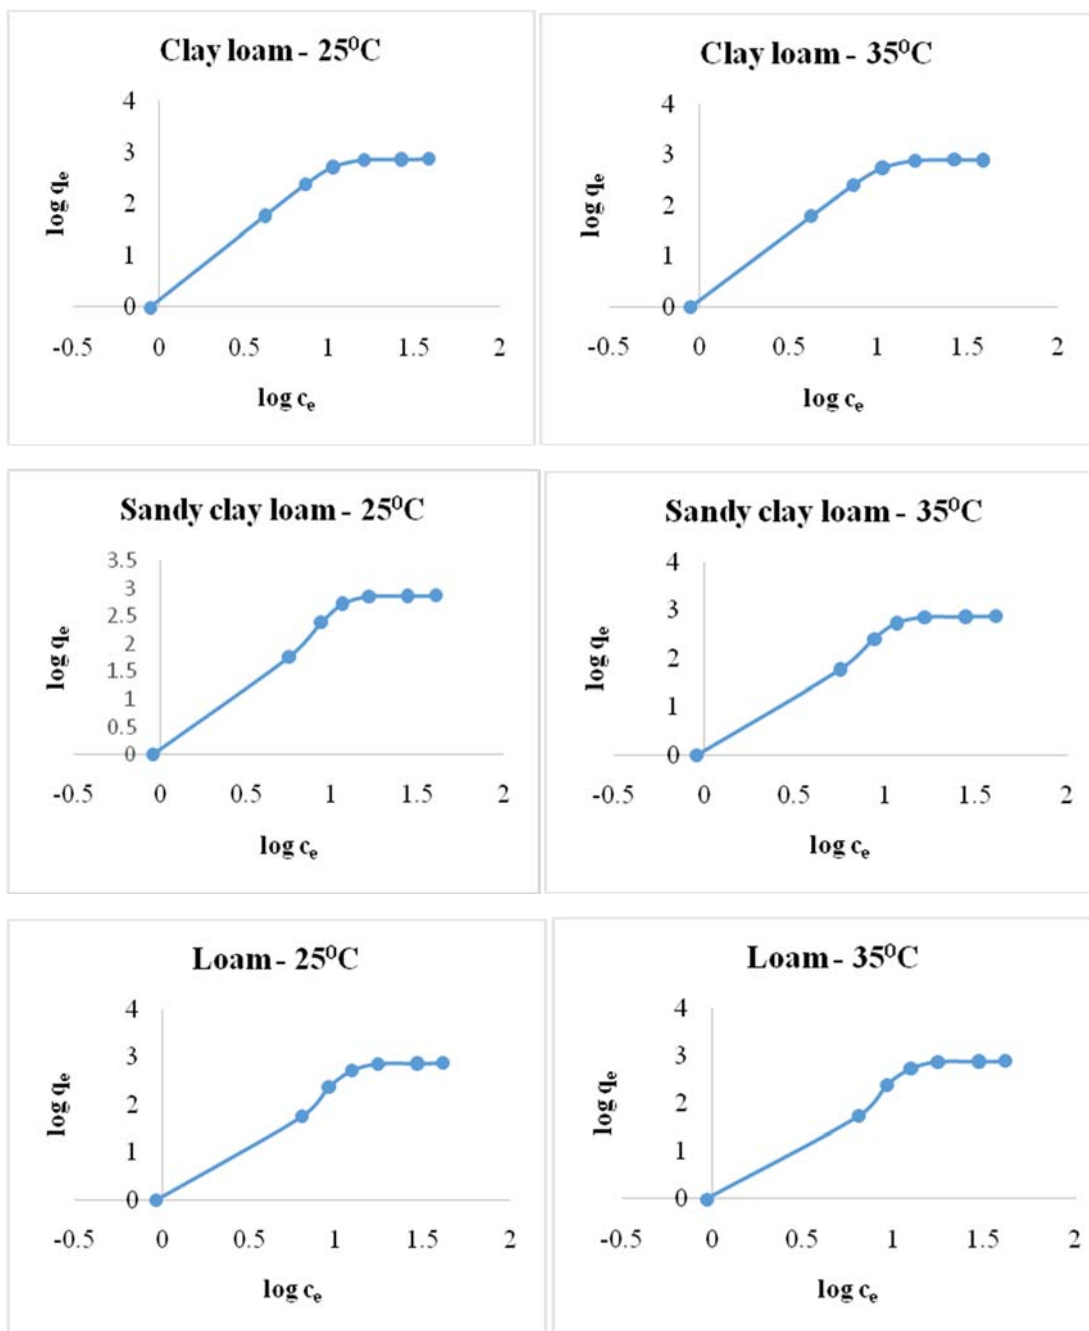 Clay loam - 25⁰C
4
3
2
1
0
-0.5 0 0.5 1 1.5 2
log qₑ
log cₑ
Clay loam - 35⁰C
4
3
2
1
0
-0.5 0 0.5 1 1.5 2
log qₑ
log cₑ
Sandy clay loam - 25⁰C
3.5
3
2.5
2
1.5
1
0.5
0
-0.5 0 0.5 1 1.5 2
log qₑ
log cₑ
Sandy clay loam - 35⁰C
4
3
2
1
0
-0.5 0 0.5 1 1.5 2
log qₑ
log cₑ
Loam - 25⁰C
4
3
2
1
0
-0.5 0 0.5 1 1.5 2
log qₑ
log cₑ
Loam - 35⁰C
4
3
2
1
0
-0.5 0 0.5 1 1.5 2
log qₑ
log cₑ